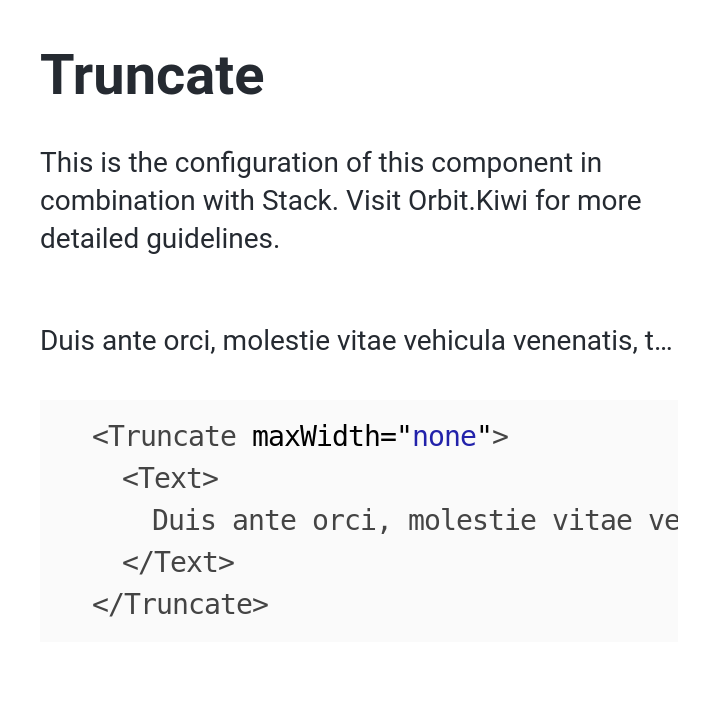 Truncate
This is the configuration of this component in
combination with Stack. Visit Orbit.Kiwi for more
detailed guidelines.
Duis ante orci, molestie vitae vehicula venenatis, t…
<Truncate maxWidth="none">
<Text>
Duis ante orci, molestie vitae ve
</Text>
</Truncate>